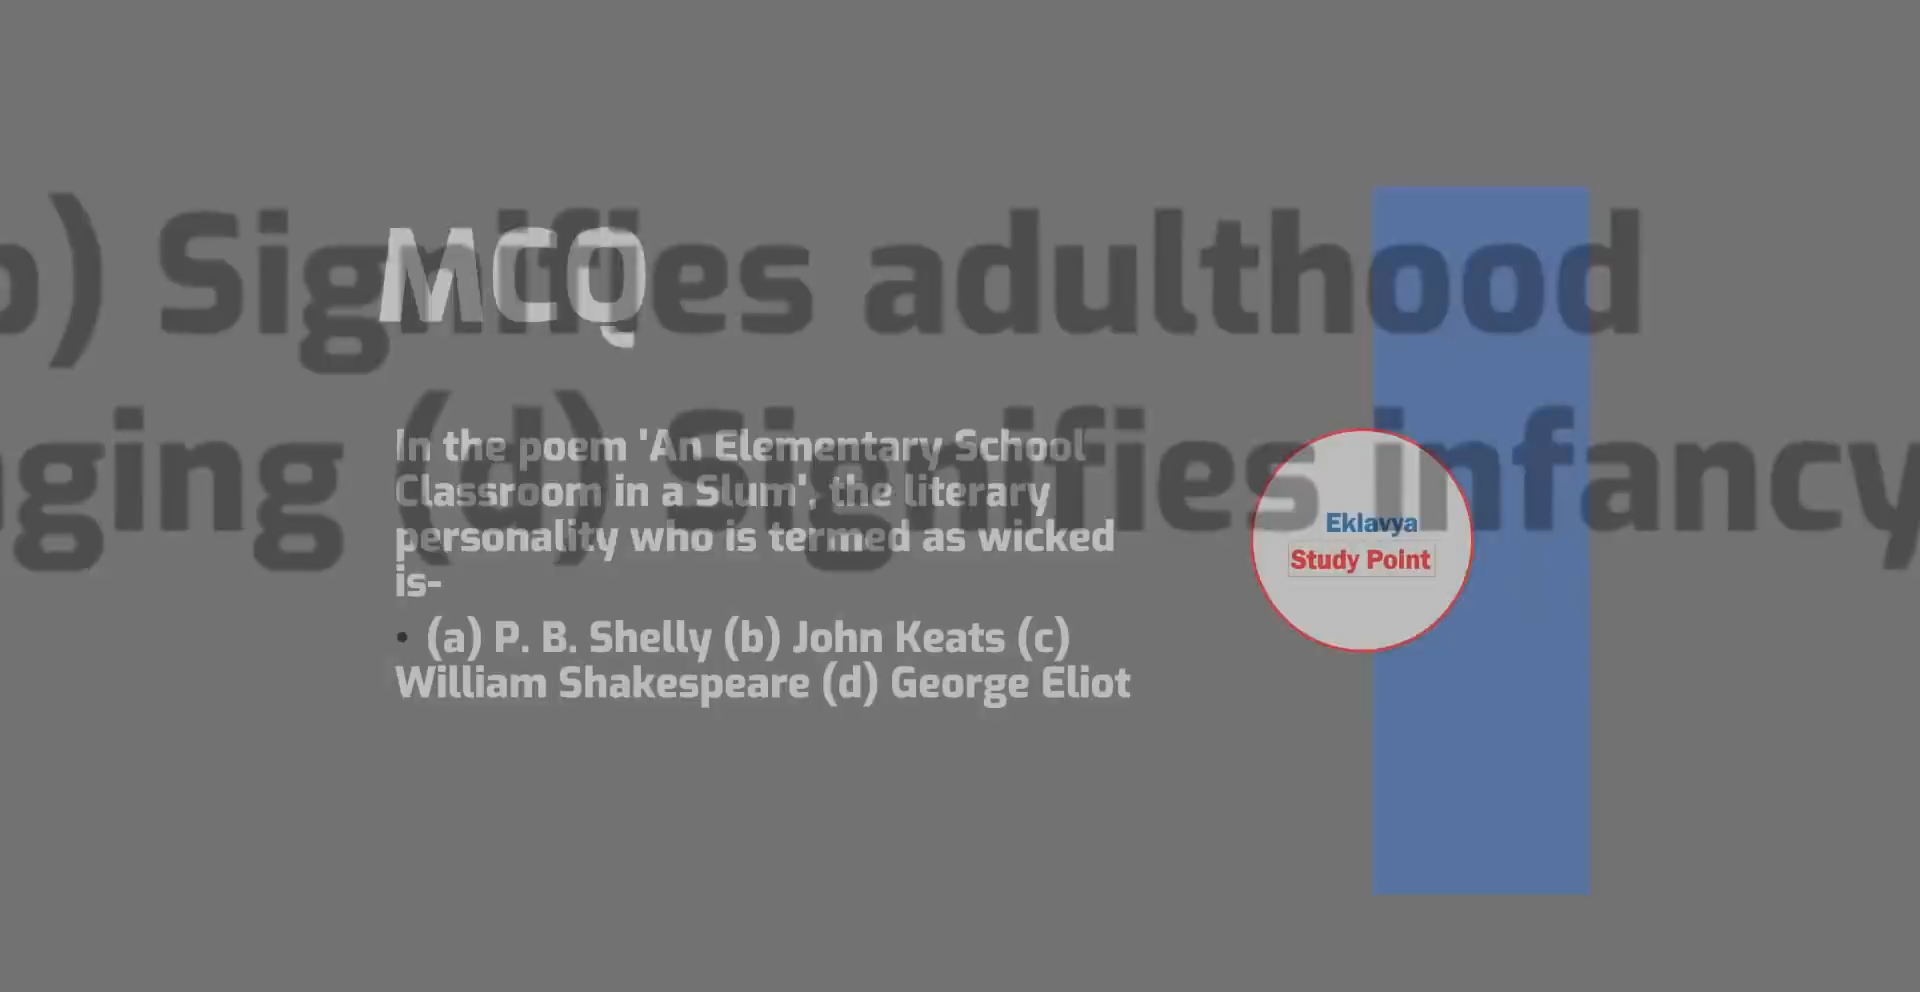 b) Signifies adulthood
MCQ
ging (d) Signifies infancy
In the poem 'An Elementary School
Classroom in a Slum', the literary
personality who is termed as wicked
is-
• (a) P. B. Shelly (b) John Keats (c)
William Shakespeare (d) George Eliot
Eklavya
Study Point